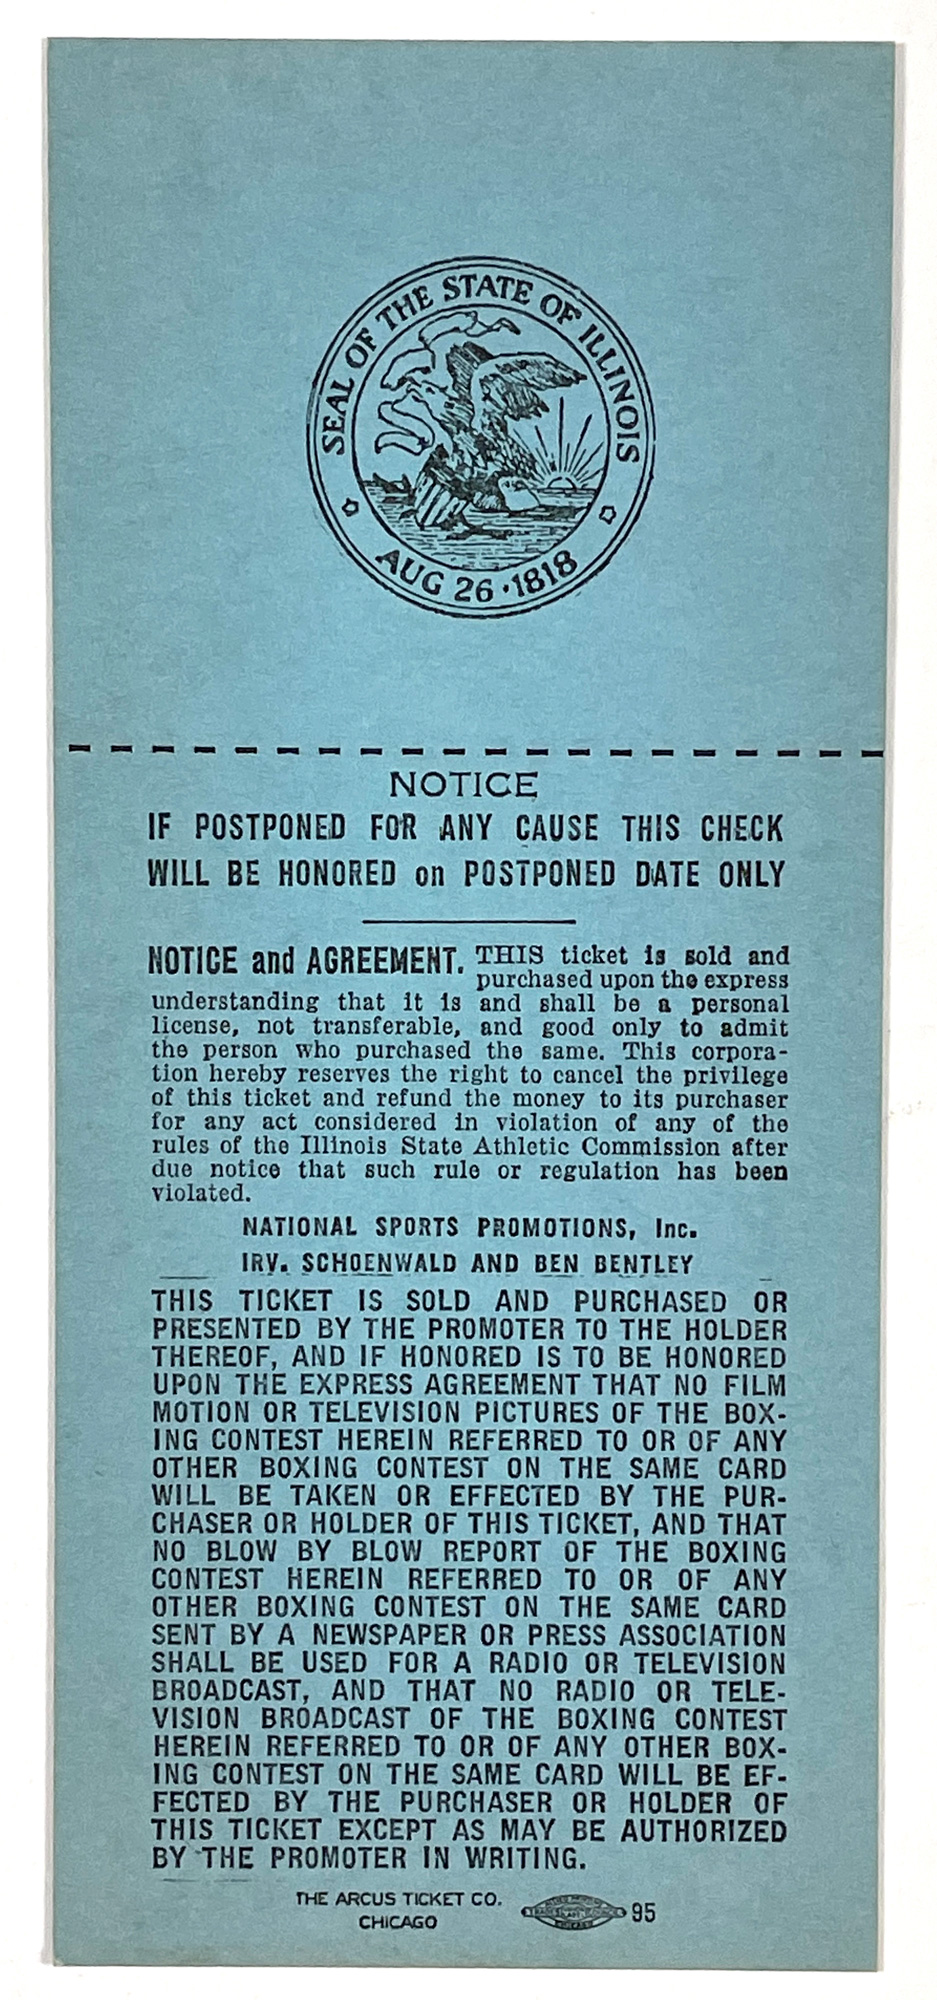 SEAL OF THE STATE OF ILLINOIS
AUG 26 · 1818
NOTICE
IF POSTPONED FOR ANY CAUSE THIS CHECK
WILL BE HONORED on POSTPONED DATE ONLY
NOTICE and AGREEMENT. THIS ticket is sold and
purchased upon the express
understanding that it is and shall be a personal
license, not transferable, and good only to admit
the person who purchased the same. This corpora-
tion hereby reserves the right to cancel the privilege
of this ticket and refund the money to its purchaser
for any act considered in violation of any of the
rules of the Illinois State Athletic Commission after
due notice that such rule or regulation has been
violated.
NATIONAL SPORTS PROMOTIONS, Inc.
IRV. SCHOENWALD AND BEN BENTLEY
THIS TICKET IS SOLD AND PURCHASED OR
PRESENTED BY THE PROMOTER TO THE HOLDER
THEREOF, AND IF HONORED IS TO BE HONORED
UPON THE EXPRESS AGREEMENT THAT NO FILM
MOTION OR TELEVISION PICTURES OF THE BOX-
ING CONTEST HEREIN REFERRED TO OR OF ANY
OTHER BOXING CONTEST ON THE SAME CARD
WILL BE TAKEN OR EFFECTED BY THE PUR-
CHASER OR HOLDER OF THIS TICKET, AND THAT
NO BLOW BY BLOW REPORT OF THE BOXING
CONTEST HEREIN REFERRED TO OR OF ANY
OTHER BOXING CONTEST ON THE SAME CARD
SENT BY A NEWSPAPER OR PRESS ASSOCIATION
SHALL BE USED FOR A RADIO OR TELEVISION
BROADCAST, AND THAT NO RADIO OR TELE-
VISION BROADCAST OF THE BOXING CONTEST
HEREIN REFERRED TO OR OF ANY OTHER BOX-
ING CONTEST ON THE SAME CARD WILL BE EF-
FECTED BY THE PURCHASER OR HOLDER OF
THIS TICKET EXCEPT AS MAY BE AUTHORIZED
BY THE PROMOTER IN WRITING.
THE ARCUS TICKET CO.
CHICAGO
95